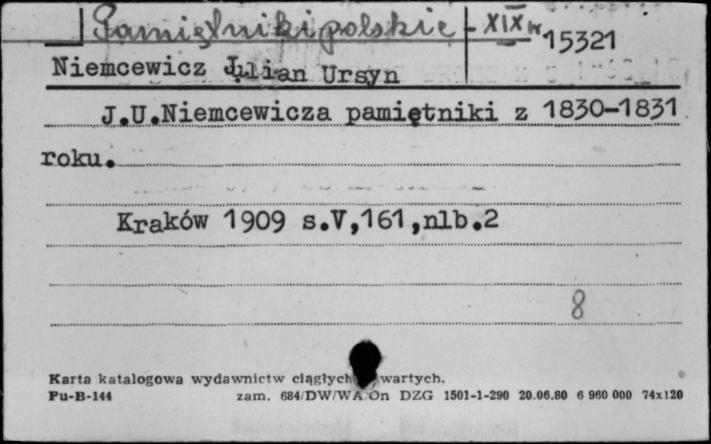 Pamiętniki polskie - XIX w.
15321
Niemcewicz Julian Ursyn
J.U.Niemcewicza pamiętniki z 1830-1831
roku.
Kraków 1909 s.V,161,nlb.2
8
Karta katalogowa wydawnictw ciągłych wartych.
Pu-B-144 zam. 684/DW/WA/On DZG 1501-1-290 20.06.80 6 960 000 74x120